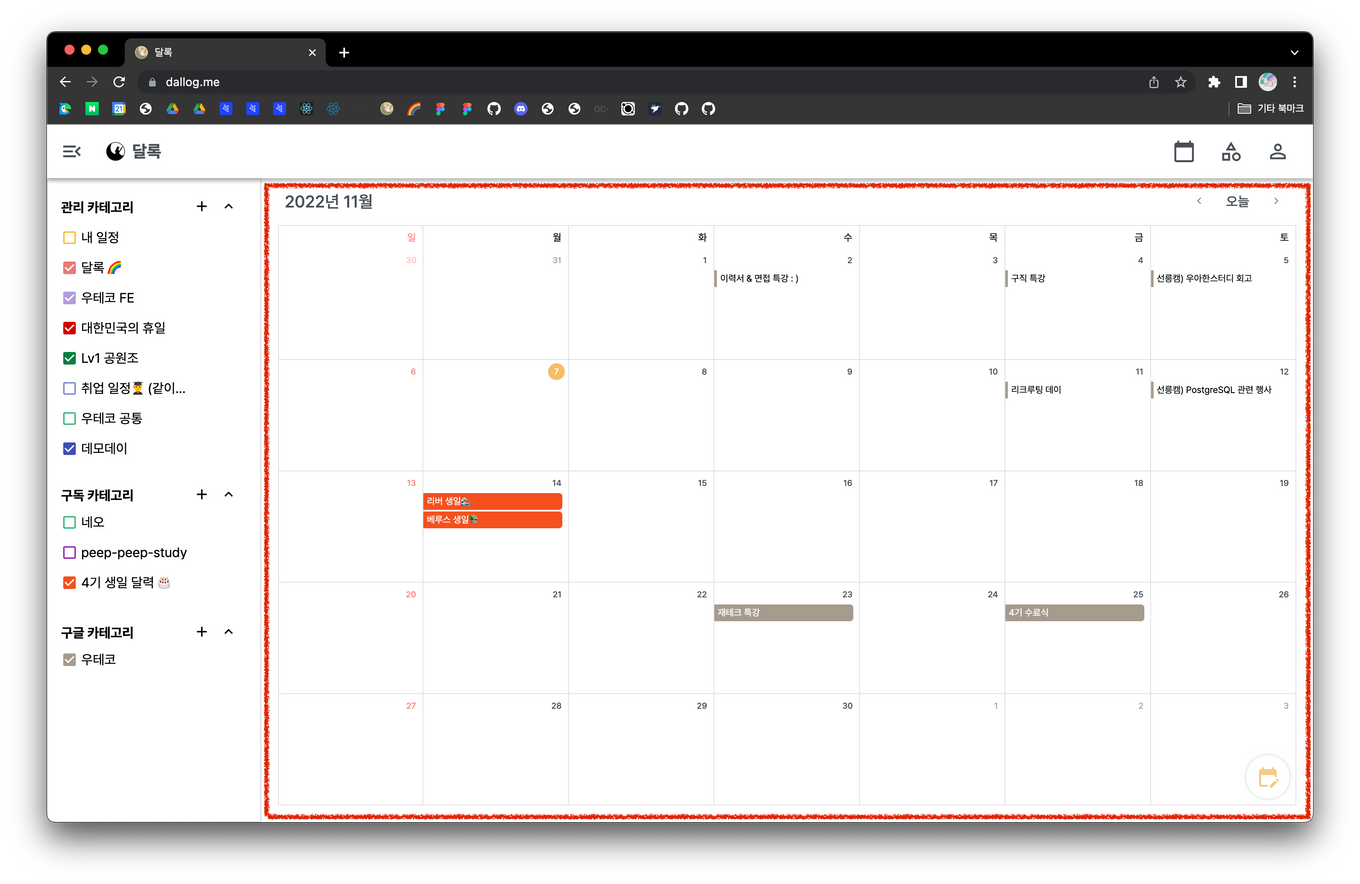 달록
dallog.me
21
기타 북마크
달록
관리 카테고리
내 일정
달록 🌈
우테코 FE
대한민국의 휴일
Lv1 공원조
취업 일정👨‍🎓 (같이...
우테코 공통
데모데이
구독 카테고리
네오
peep-peep-study
4기 생일 달력 🎂
구글 카테고리
우테코
2022년 11월
오늘
일 월 화 수 목 금 토
30 31 1 2 3 4 5
이력서 & 면접 특강 : )
구직 특강
선릉캠) 우아한스터디 회고
6 7 8 9 10 11 12
리크루팅 데이
선릉캠) PostgreSQL 관련 행사
13 14 15 16 17 18 19
리버 생일
베루스 생일
20 21 22 23 24 25 26
재테크 특강
4기 수료식
27 28 29 30 1 2 3